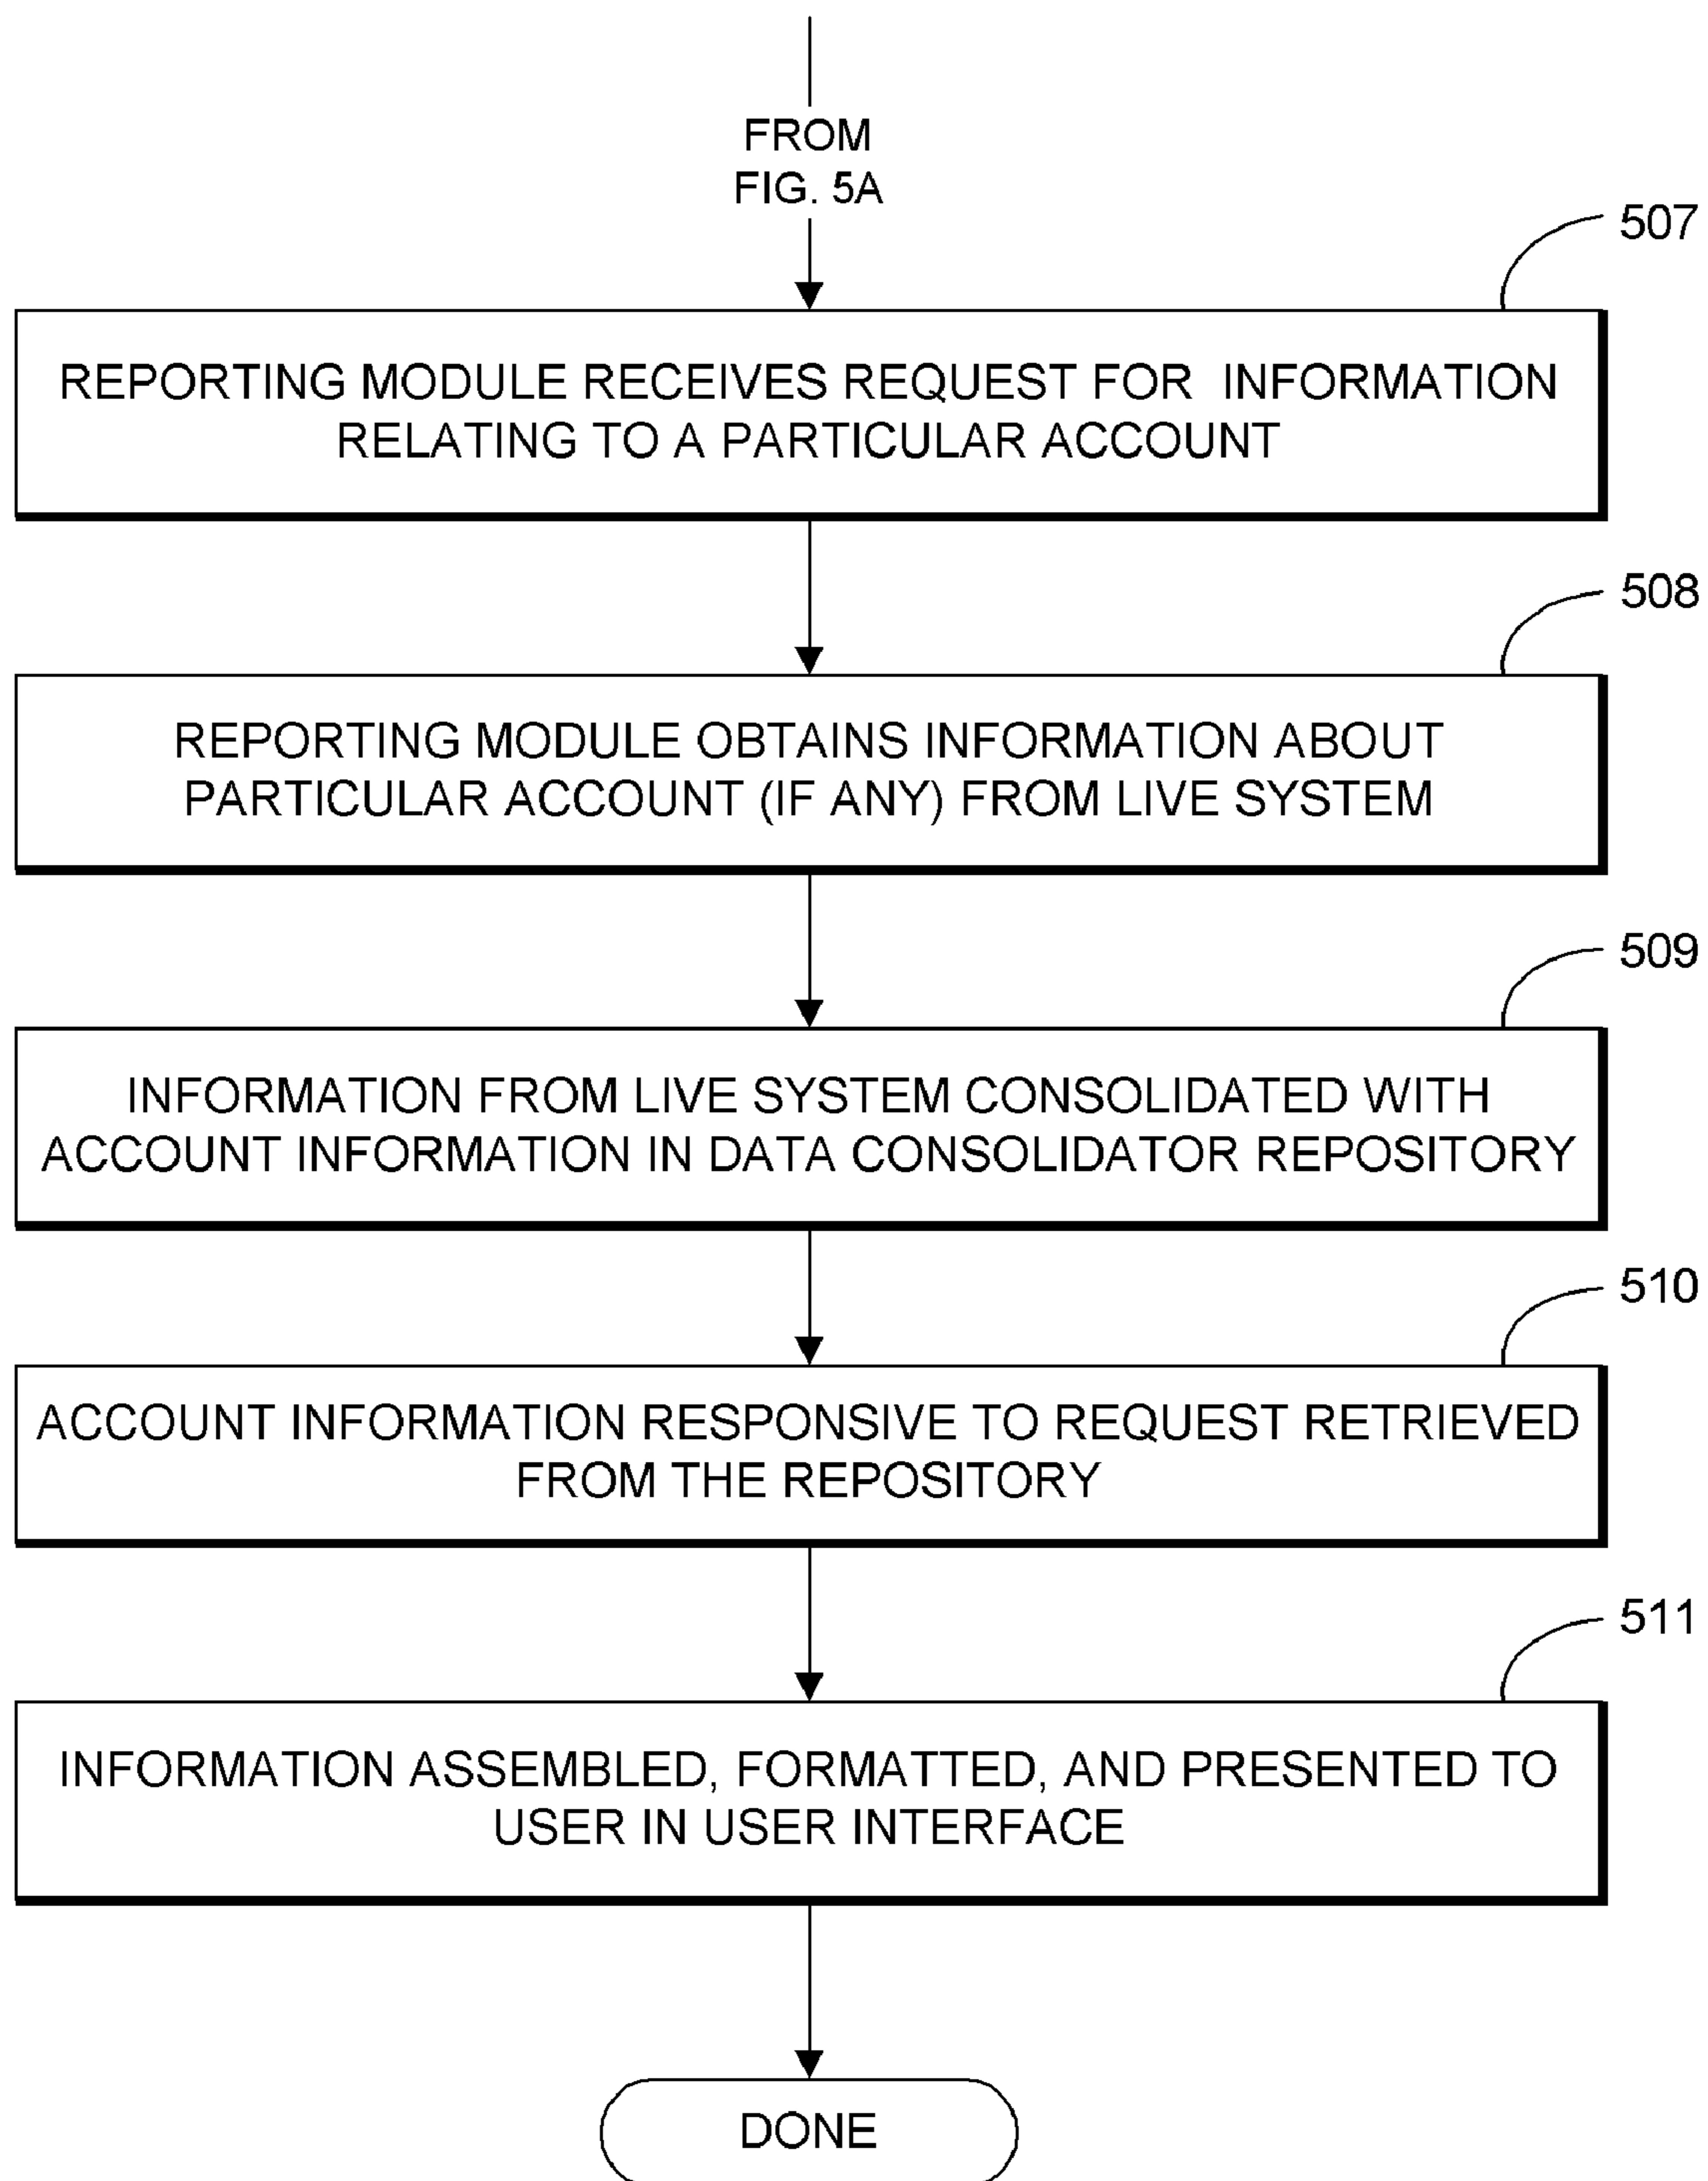 FROM
FIG. 5A
507
REPORTING MODULE RECEIVES REQUEST FOR INFORMATION
RELATING TO A PARTICULAR ACCOUNT
508
REPORTING MODULE OBTAINS INFORMATION ABOUT
PARTICULAR ACCOUNT (IF ANY) FROM LIVE SYSTEM
509
INFORMATION FROM LIVE SYSTEM CONSOLIDATED WITH
ACCOUNT INFORMATION IN DATA CONSOLIDATOR REPOSITORY
510
ACCOUNT INFORMATION RESPONSIVE TO REQUEST RETRIEVED
FROM THE REPOSITORY
511
INFORMATION ASSEMBLED, FORMATTED, AND PRESENTED TO
USER IN USER INTERFACE
DONE